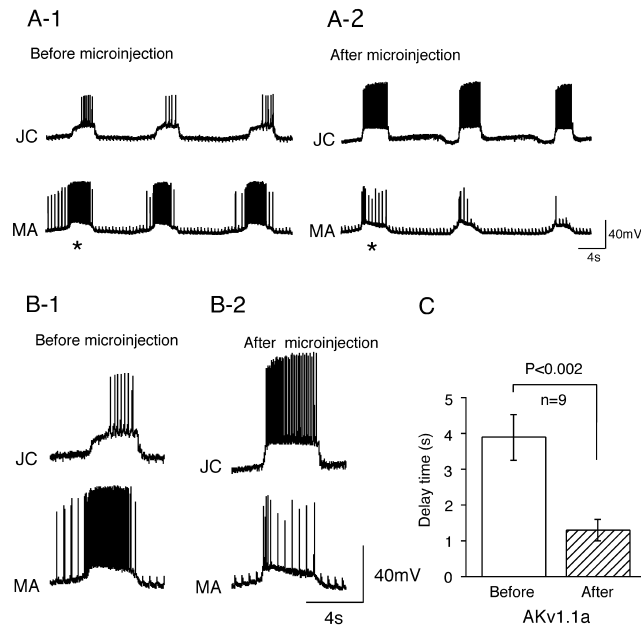 A-1
Before microinjection
JC
MA
*
A-2
After microinjection
JC
MA
*
40mV
4s
B-1
Before microinjection
JC
MA
B-2
After microinjection
JC
MA
40mV
4s
C
P<0.002
n=9
Delay time (s)
5
4
3
2
1
0
Before
After
AKv1.1a